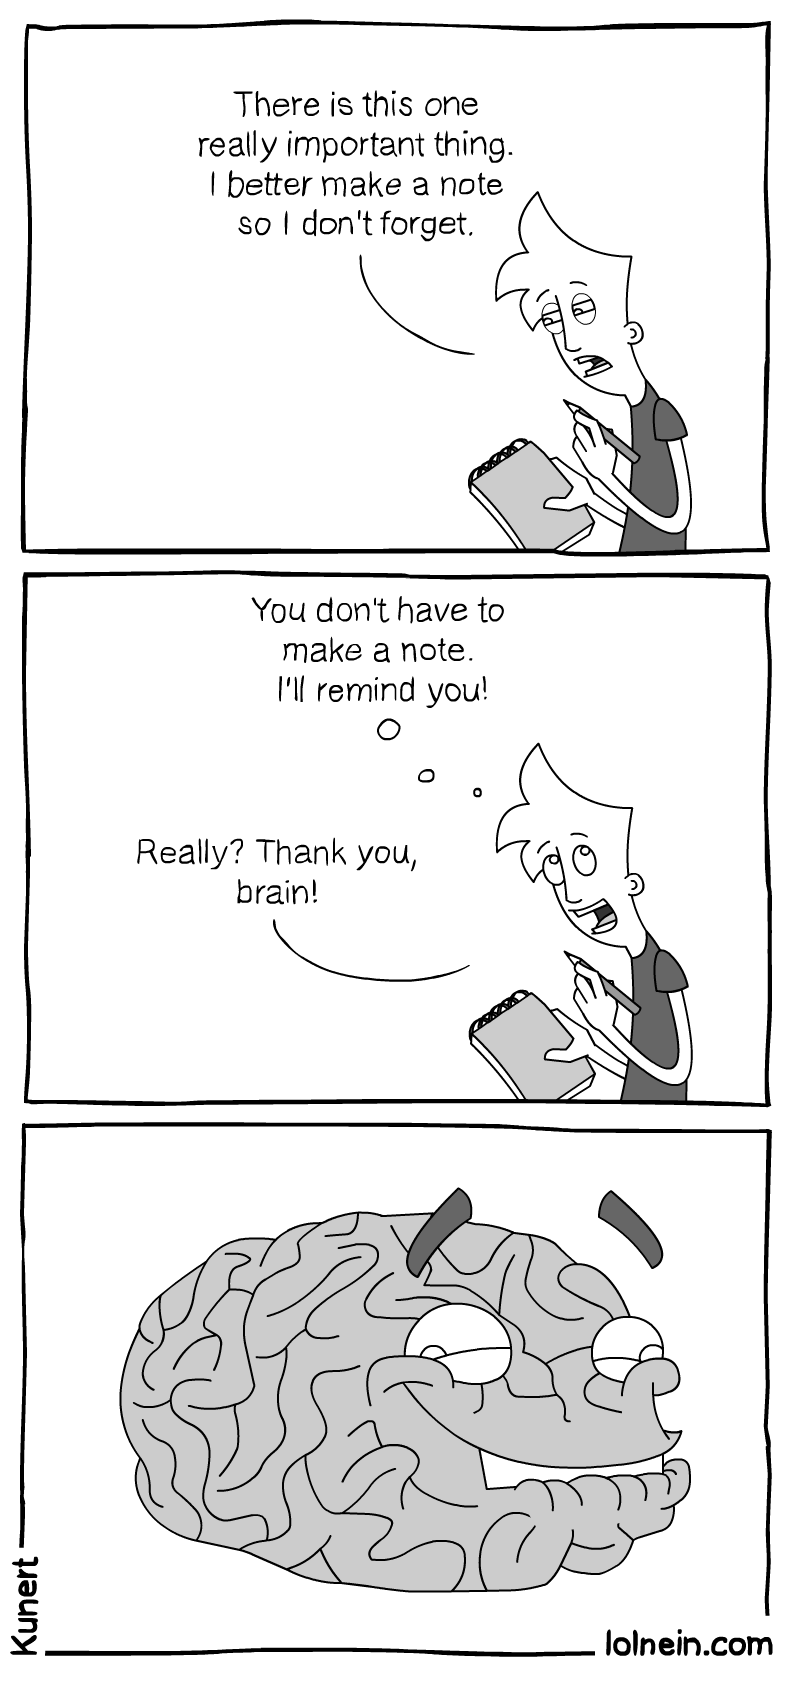 There is this one
really important thing.
I better make a note
so I don't forget.
You don't have to
make a note.
I'll remind you!
Really? Thank you,
brain!
Kunert
lolnein.com